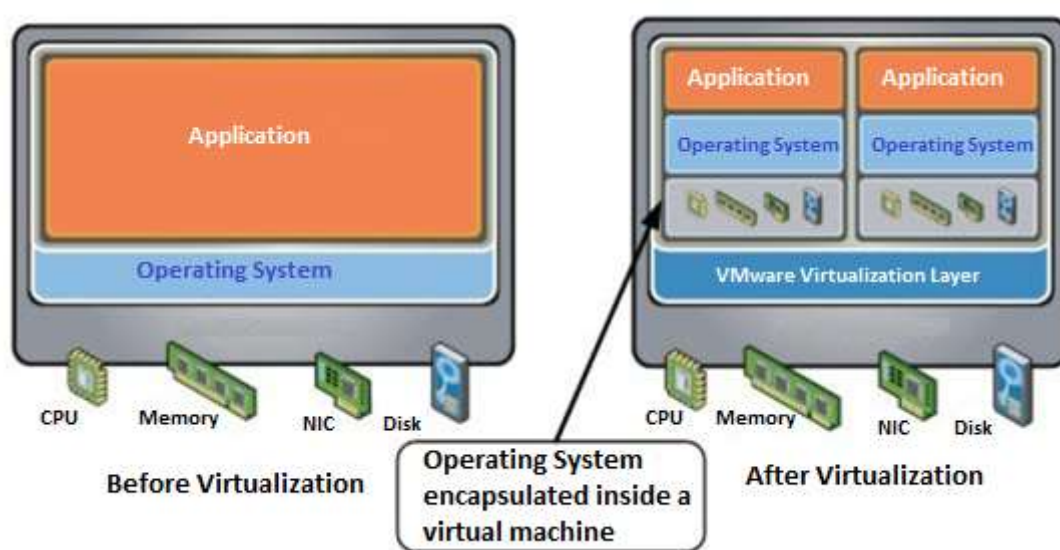 Application
Operating System
CPU
Memory
NIC
Disk
Before Virtualization
Application
Application
Operating System
Operating System
VMware Virtualization Layer
CPU
Memory
NIC
Disk
After Virtualization
Operating System
encapsulated inside a
virtual machine